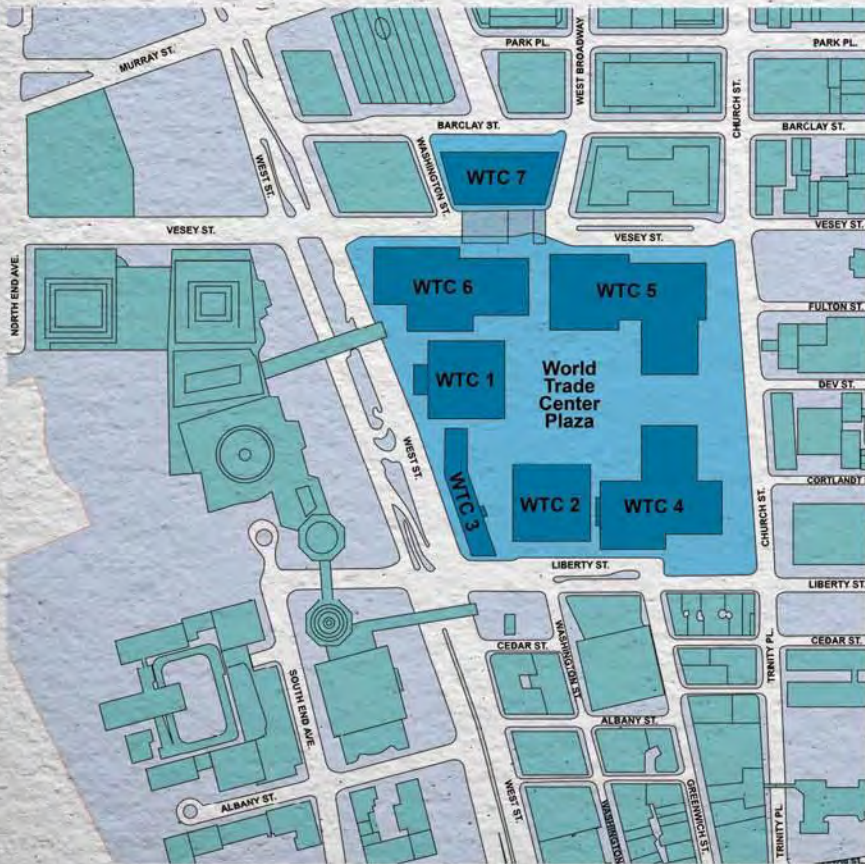 PARK PL.
PARK PL.
WEST BROADWAY
MURRAY ST.
CHURCH ST.
BARCLAY ST.
BARCLAY ST.
WASHINGTON ST.
WEST ST.
WTC 7
VESEY ST.
VESEY ST.
VESEY ST.
NORTH END AVE.
WTC 6
WTC 5
FULTON ST.
WTC 1
World
Trade
Center
Plaza
DEV ST.
WEST ST.
WTC 3
WTC 2
WTC 4
CORTLANDT
CHURCH ST.
LIBERTY ST.
LIBERTY ST.
WASHINGTON ST.
CEDAR ST.
CEDAR ST.
TRINITY PL.
SOUTH END AVE.
ALBANY ST.
ALBANY ST.
WEST ST.
WASHINGTON
GREENWICH ST.
TRINITY PL.